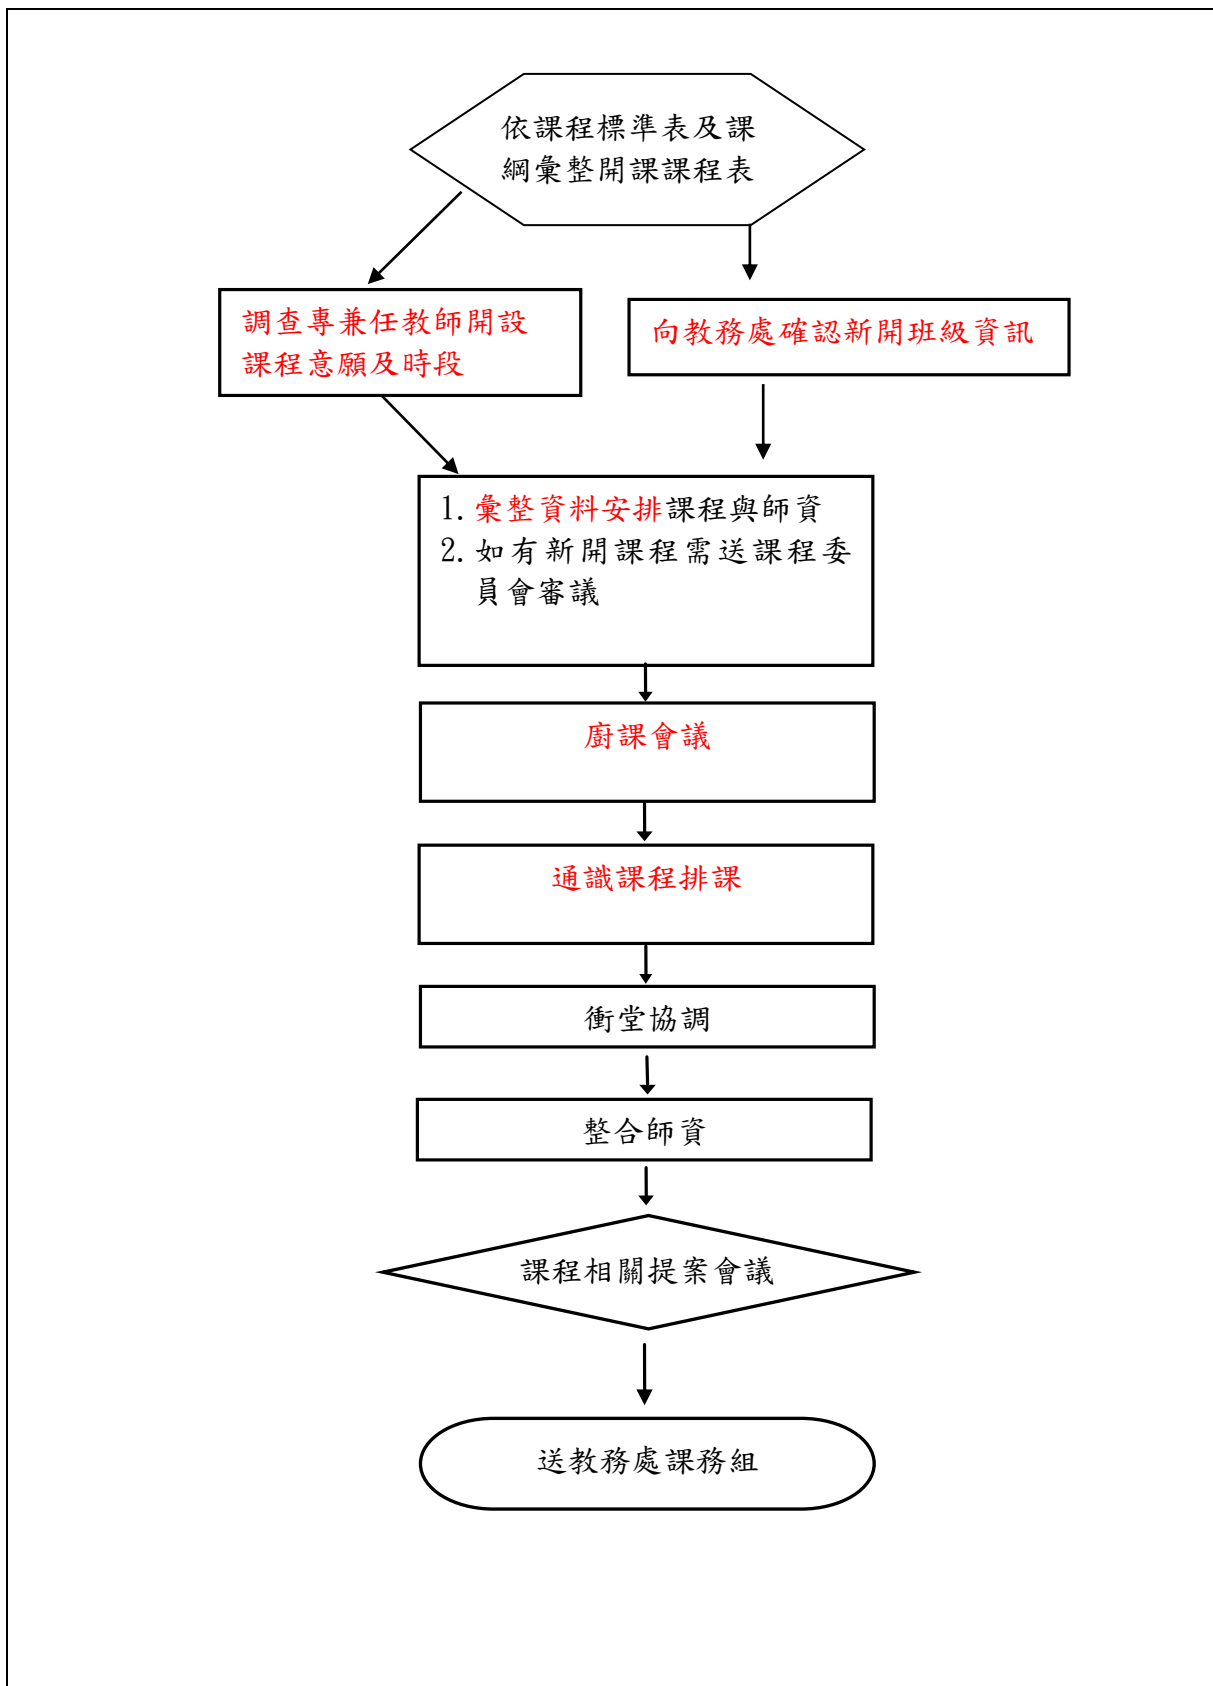 依課程標準表及課
綱彙整開課課程表
調查專兼任教師開設
課程意願及時段
向教務處確認新開班級資訊
1. 彙整資料安排課程與師資
2. 如有新開課程需送課程委
員會審議
廚課會議
通識課程排課
衝堂協調
整合師資
課程相關提案會議
送教務處課務組